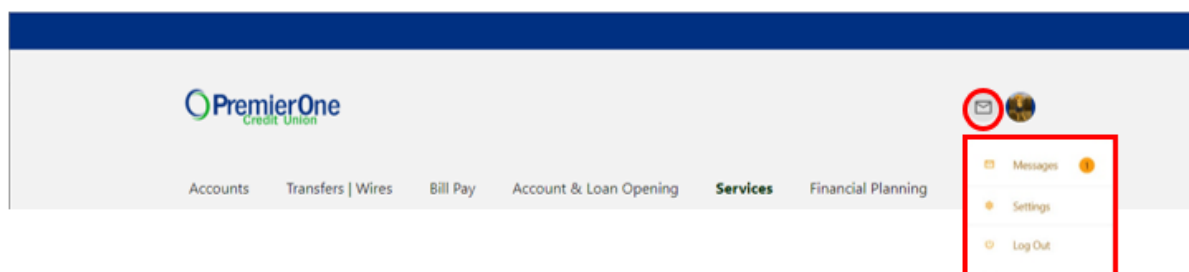 PremierOne
Credit Union
Messages 1
Accounts Transfers | Wires Bill Pay Account & Loan Opening Services Financial Planning
Settings
Log Out